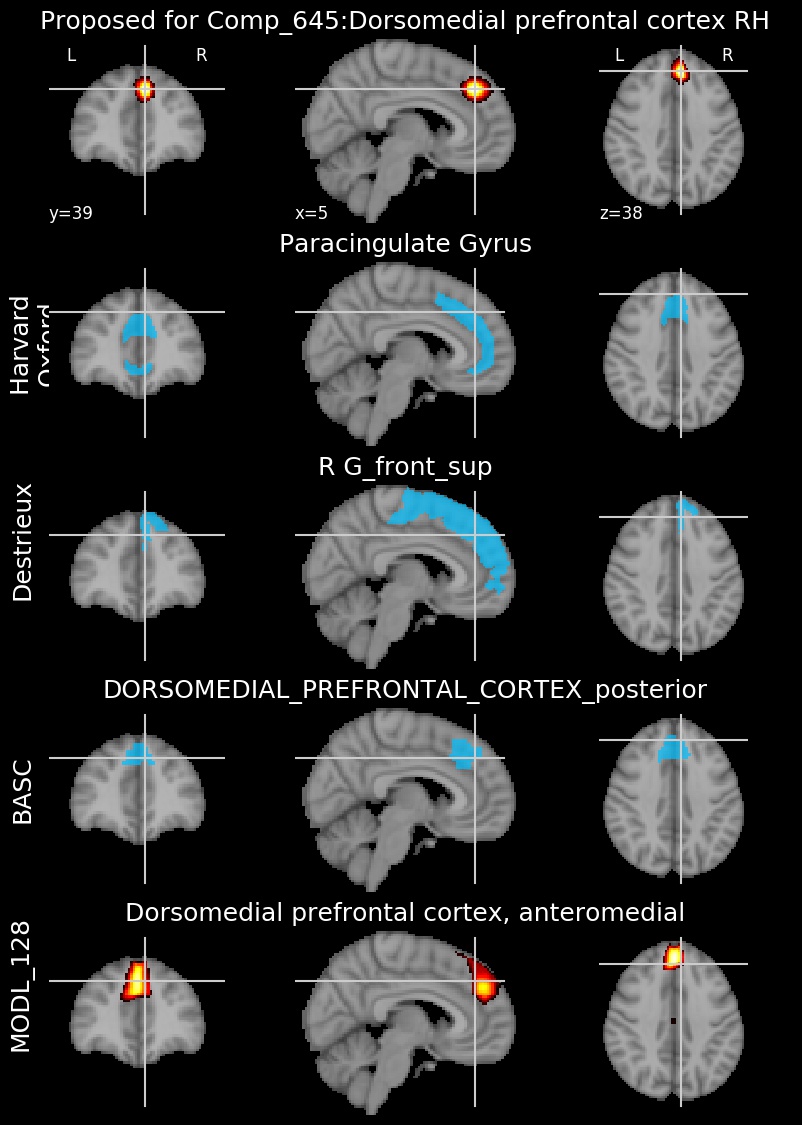 Proposed for Comp_645:Dorsomedial prefrontal cortex RH
L R L R
y=39 x=5 z=38
Paracingulate Gyrus
Harvard
Oxford
R G_front_sup
Destrieux
DORSOMEDIAL_PREFRONTAL_CORTEX_posterior
BASC
Dorsomedial prefrontal cortex, anteromedial
MODL_128